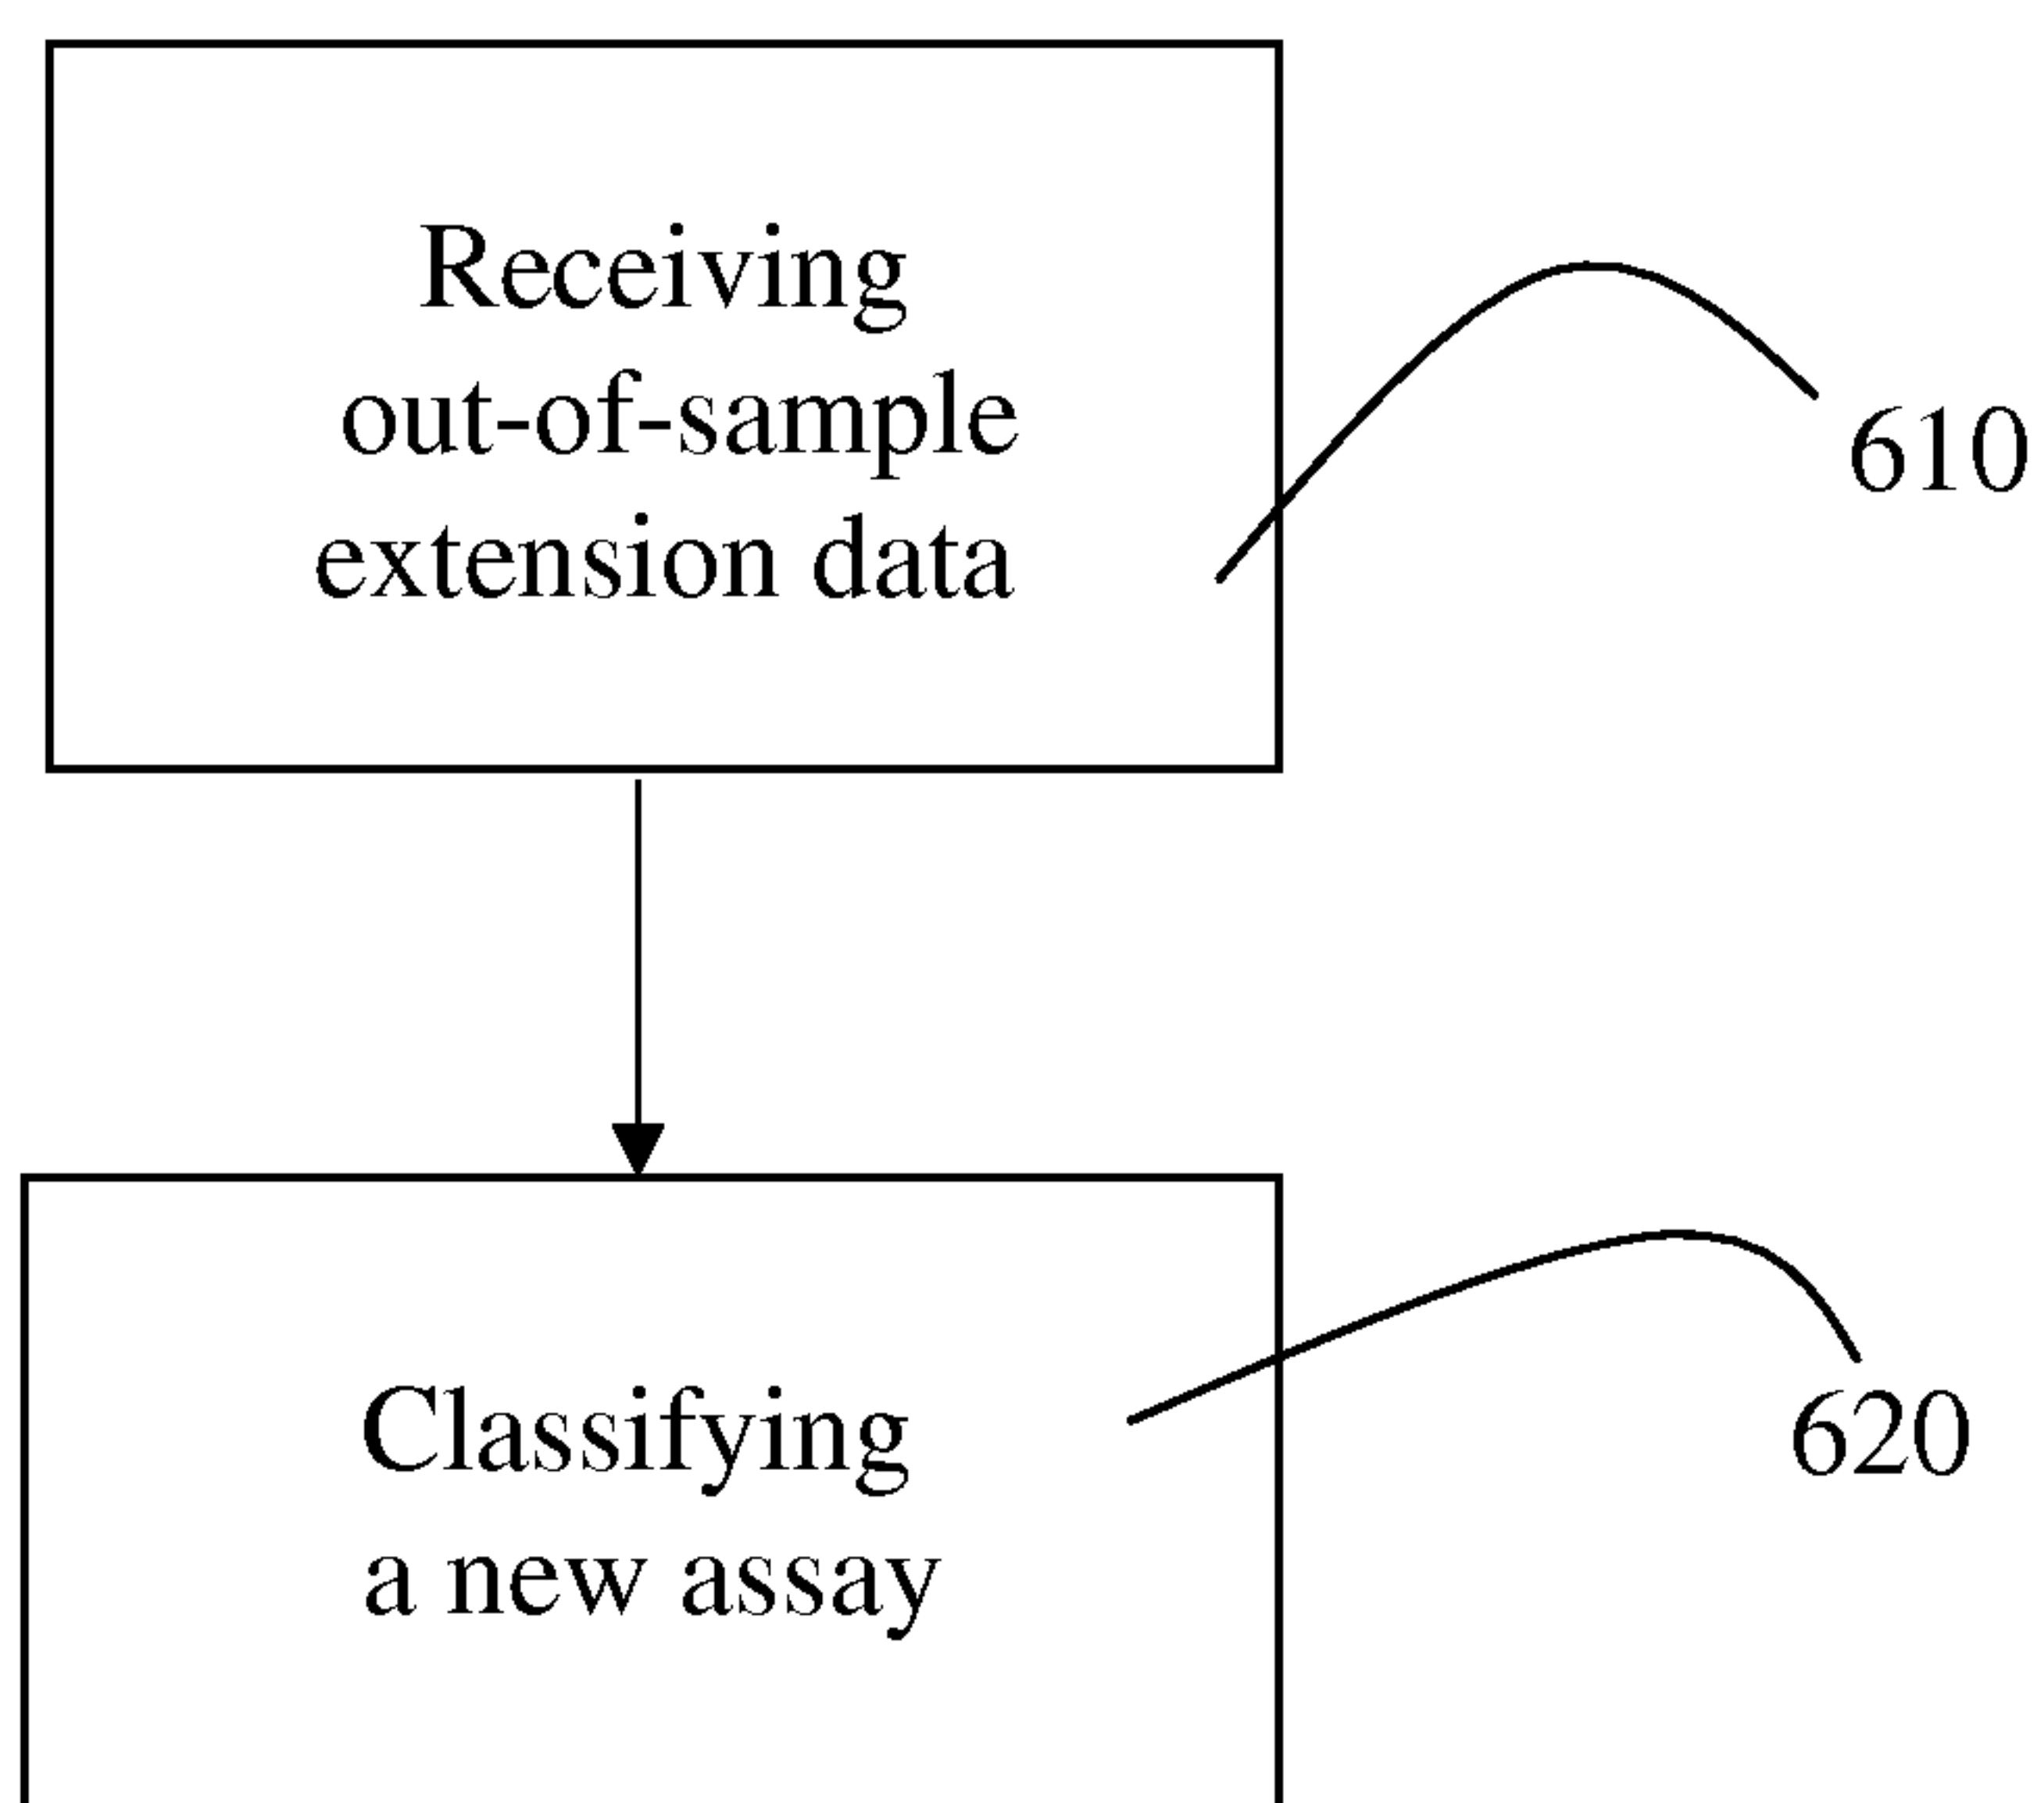 Receiving
out-of-sample
extension data
610
Classifying
a new assay
620